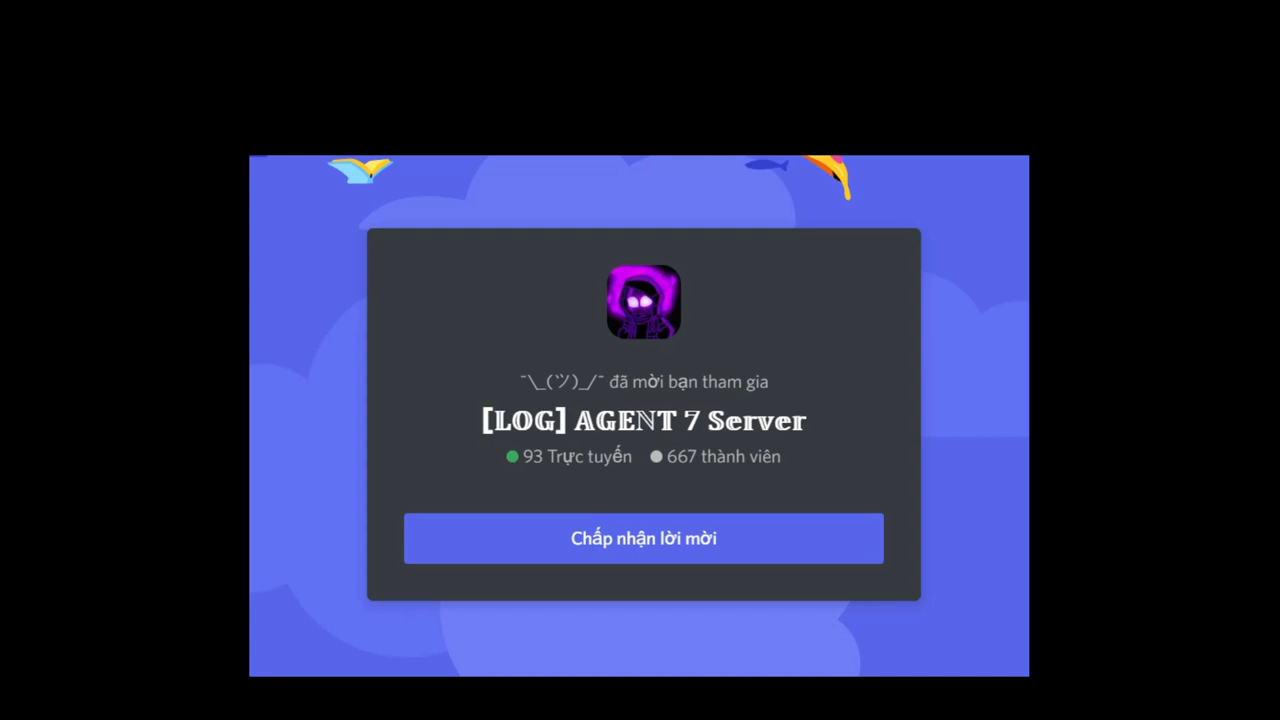 ¯\_(ツ)_/¯ đã mời bạn tham gia
[LOG] AGENT 7 Server
93 Trực tuyến 667 thành viên
Chấp nhận lời mời